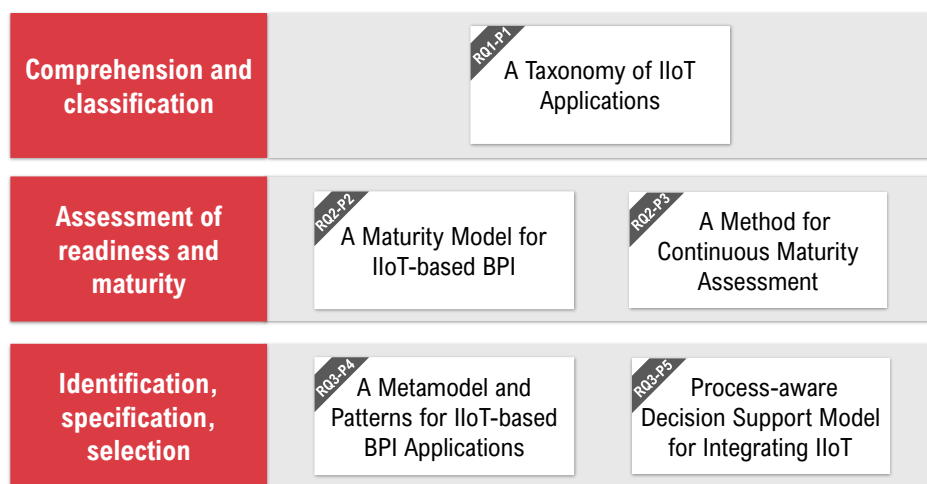 Comprehension and
classification
RQ1-P1
A Taxonomy of IIoT
Applications
Assessment of
readiness and
maturity
RQ2-P2
A Maturity Model for
IIoT-based BPI
RQ2-P3
A Method for
Continuous Maturity
Assessment
Identification,
specification,
selection
RQ3-P4
A Metamodel and
Patterns for IIoT-based
BPI Applications
RQ3-P5
Process-aware
Decision Support Model
for Integrating IIoT